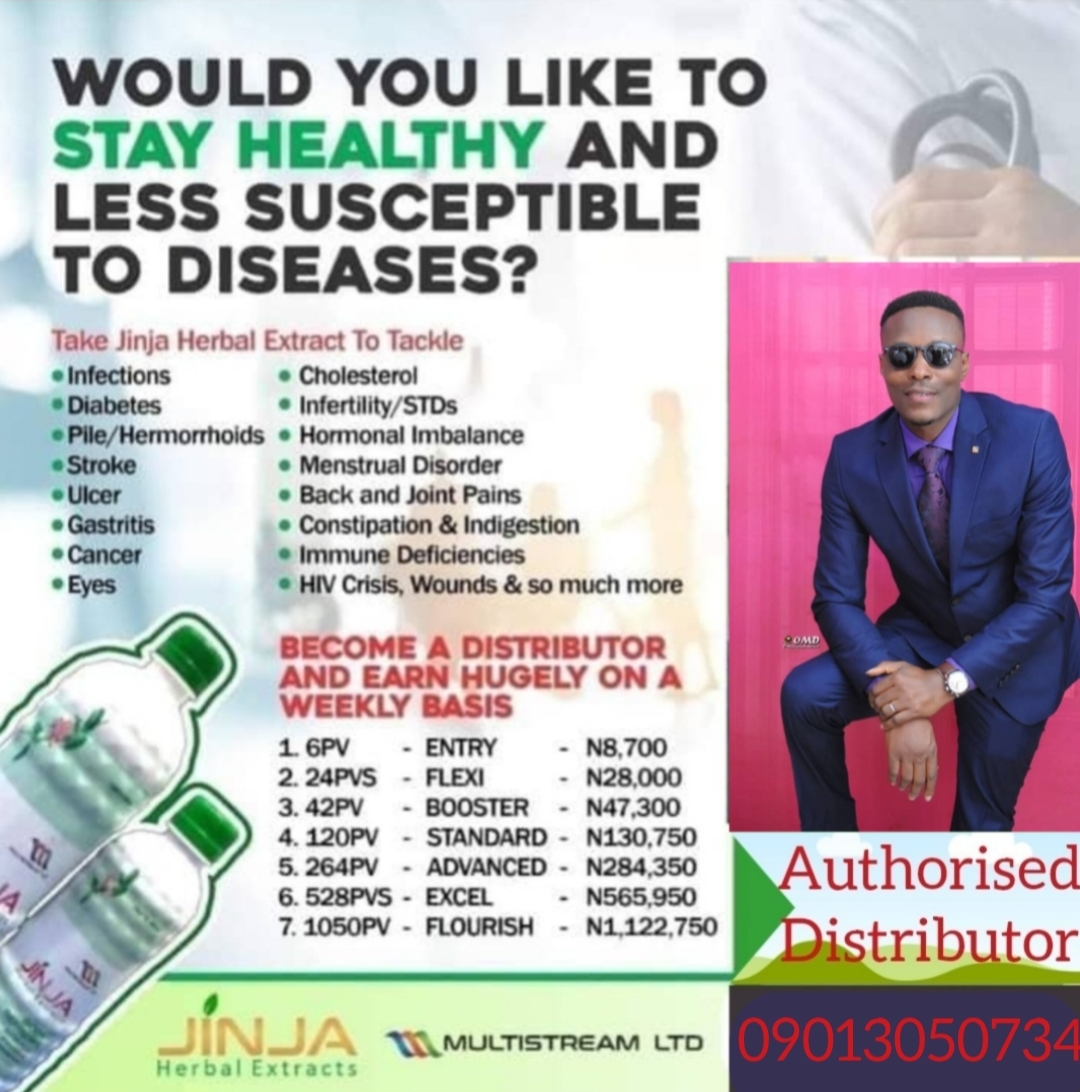 WOULD YOU LIKE TO
STAY HEALTHY AND
LESS SUSCEPTIBLE
TO DISEASES?
Take Jinja Herbal Extract To Tackle
• Infections
• Diabetes
• Pile/Hermorrhoids
• Stroke
• Ulcer
• Gastritis
• Cancer
• Eyes
• Cholesterol
• Infertility/STDs
• Hormonal Imbalance
• Menstrual Disorder
• Back and Joint Pains
• Constipation & Indigestion
• Immune Deficiencies
• HIV Crisis, Wounds & so much more
BECOME A DISTRIBUTOR
AND EARN HUGELY ON A
WEEKLY BASIS
1. 6PV - ENTRY - N8,700
2. 24PVS - FLEXI - N28,000
3. 42PV - BOOSTER - N47,300
4. 120PV - STANDARD - N130,750
5. 264PV - ADVANCED - N284,350
6. 528PVS - EXCEL - N565,950
7. 1050PV - FLOURISH - N1,122,750
OMD
Authorised
Distributor
09013050734
JINJA
JINJA
Herbal Extracts
MULTISTREAM LTD